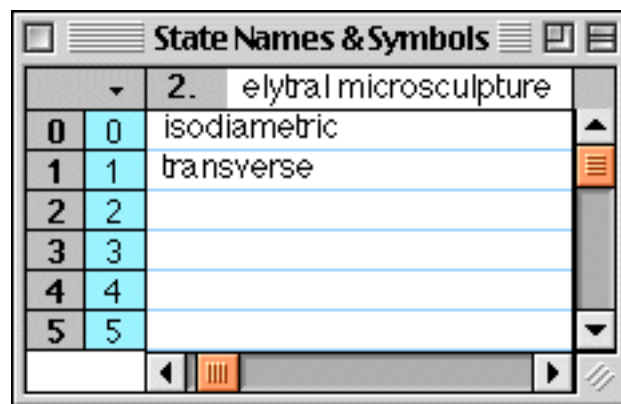 State Names & Symbols
2. elytral microsculpture
0 0 isodiametric
1 1 transverse
2 2
3 3
4 4
5 5